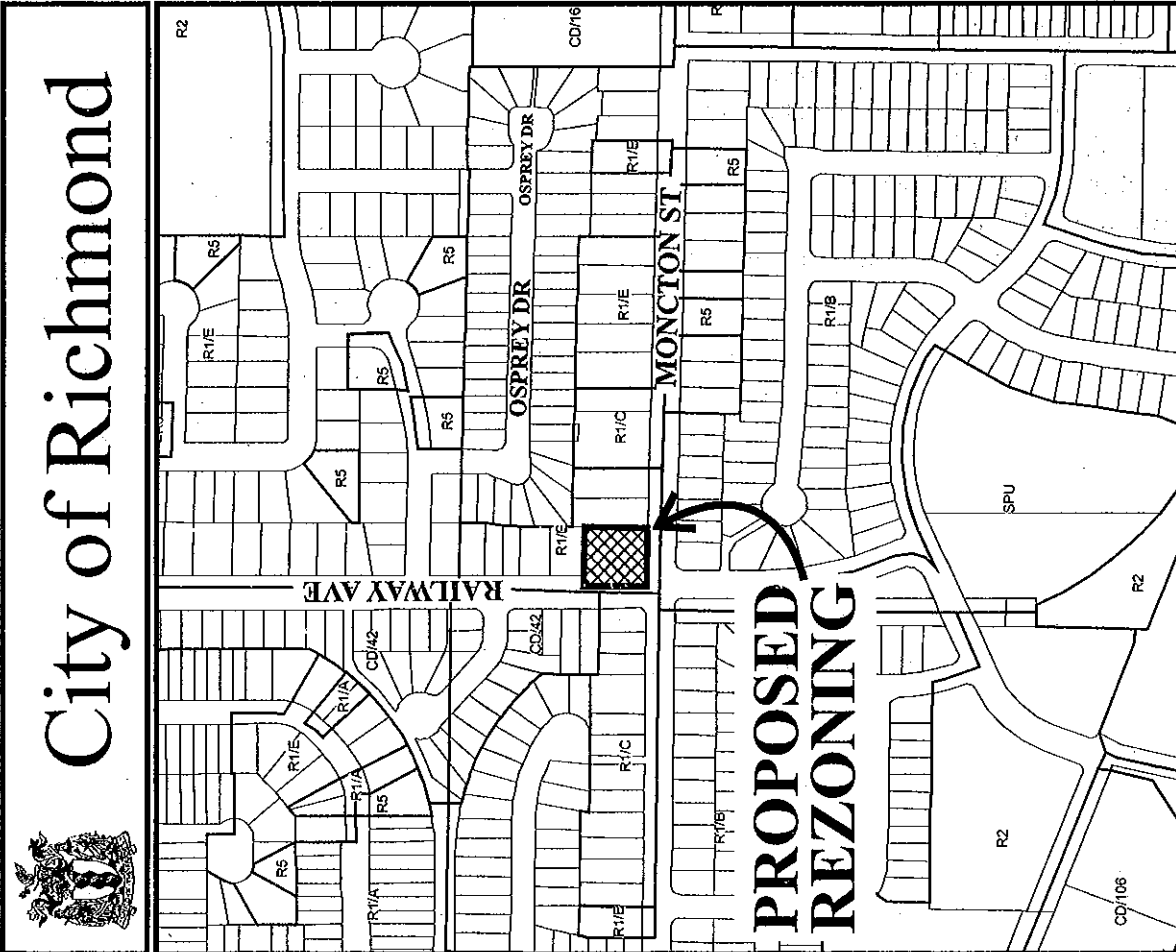 City of Richmond
R2
CD/16
R
R5
R1/E
R5
R5
R5
R5
OSPREY DR
OSPREY DR
R1/E
R1/E
R1/C
R1/E
MONCTON ST
R5
R5
R1/B
RAILWAY AVE
CD/42
CD/42
R1/A
R1/E
R1/A
R5
R5
R1/A
R1/C
R1/E
R1/B
PROPOSED
REZONING
SPU
R2
R2
CD/106